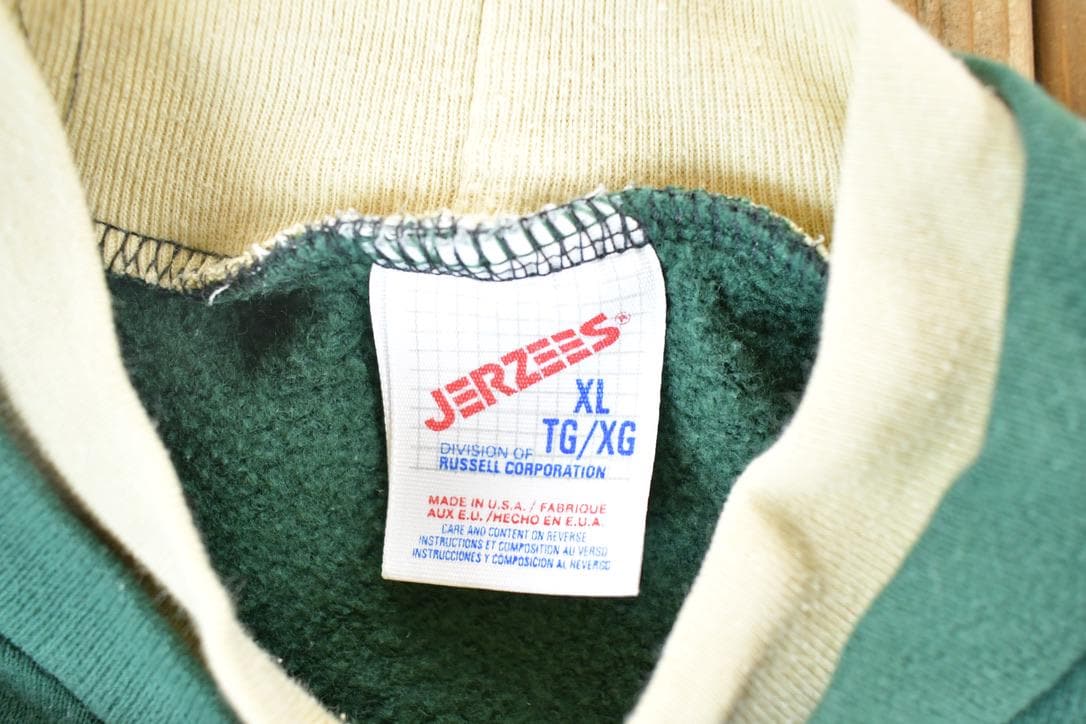 JERZEES®
XL
TG/XG
DIVISION OF
RUSSELL CORPORATION
MADE IN U.S.A. / FABRIQUE
AUX E.U. /HECHO EN E.U.A.
CARE AND CONTENT ON REVERSE
INSTRUCTIONS ET COMPOSITION AU VERSO
INSTRUCCIONES Y COMPOSICION AL REVERSO